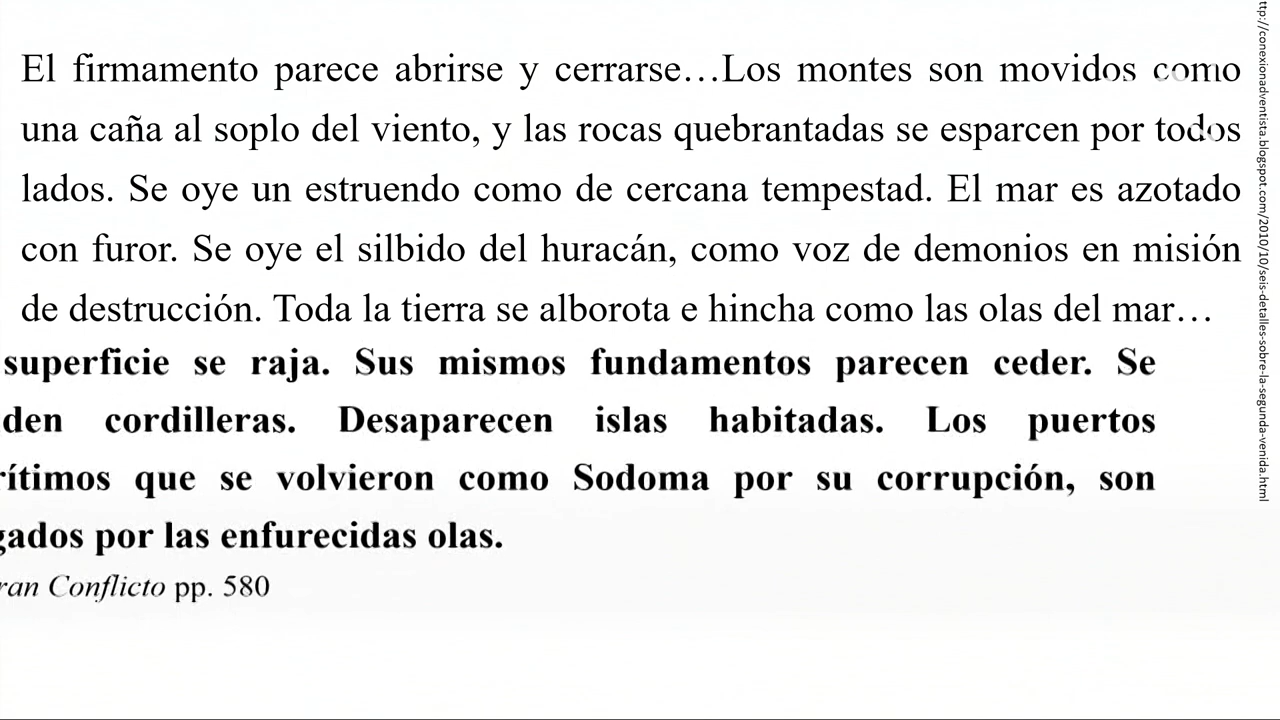 El firmamento parece abrirse y cerrarse…Los montes son movidos como
una caña al soplo del viento, y las rocas quebrantadas se esparcen por todos
lados. Se oye un estruendo como de cercana tempestad. El mar es azotado
con furor. Se oye el silbido del huracán, como voz de demonios en misión
de destrucción. Toda la tierra se alborota e hincha como las olas del mar…
superficie se raja. Sus mismos fundamentos parecen ceder. Se
cordilleras. Desaparecen islas habitadas. Los puertos
que se volvieron como Sodoma por su corrupción, son
por las enfurecidas olas.
Conflicto pp. 580
ttp://conexionadventista.blogspot.com/2010/10/seis-detalles-sobre-la-segunda-venida.html